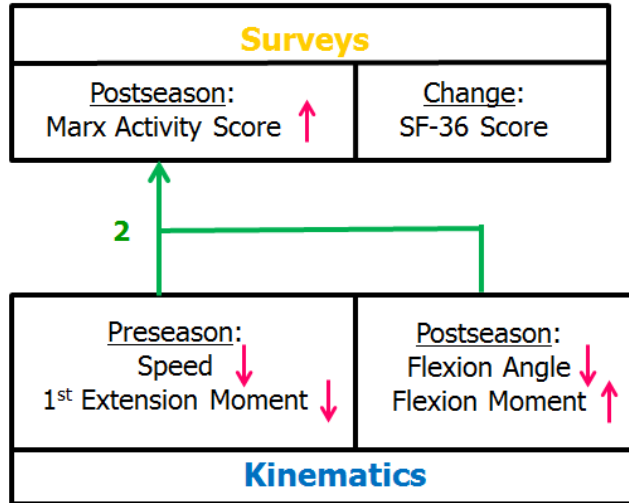 Surveys
Postseason:
Marx Activity Score
Change:
SF-36 Score
2
Preseason:
Speed
1st Extension Moment
Postseason:
Flexion Angle
Flexion Moment
Kinematics